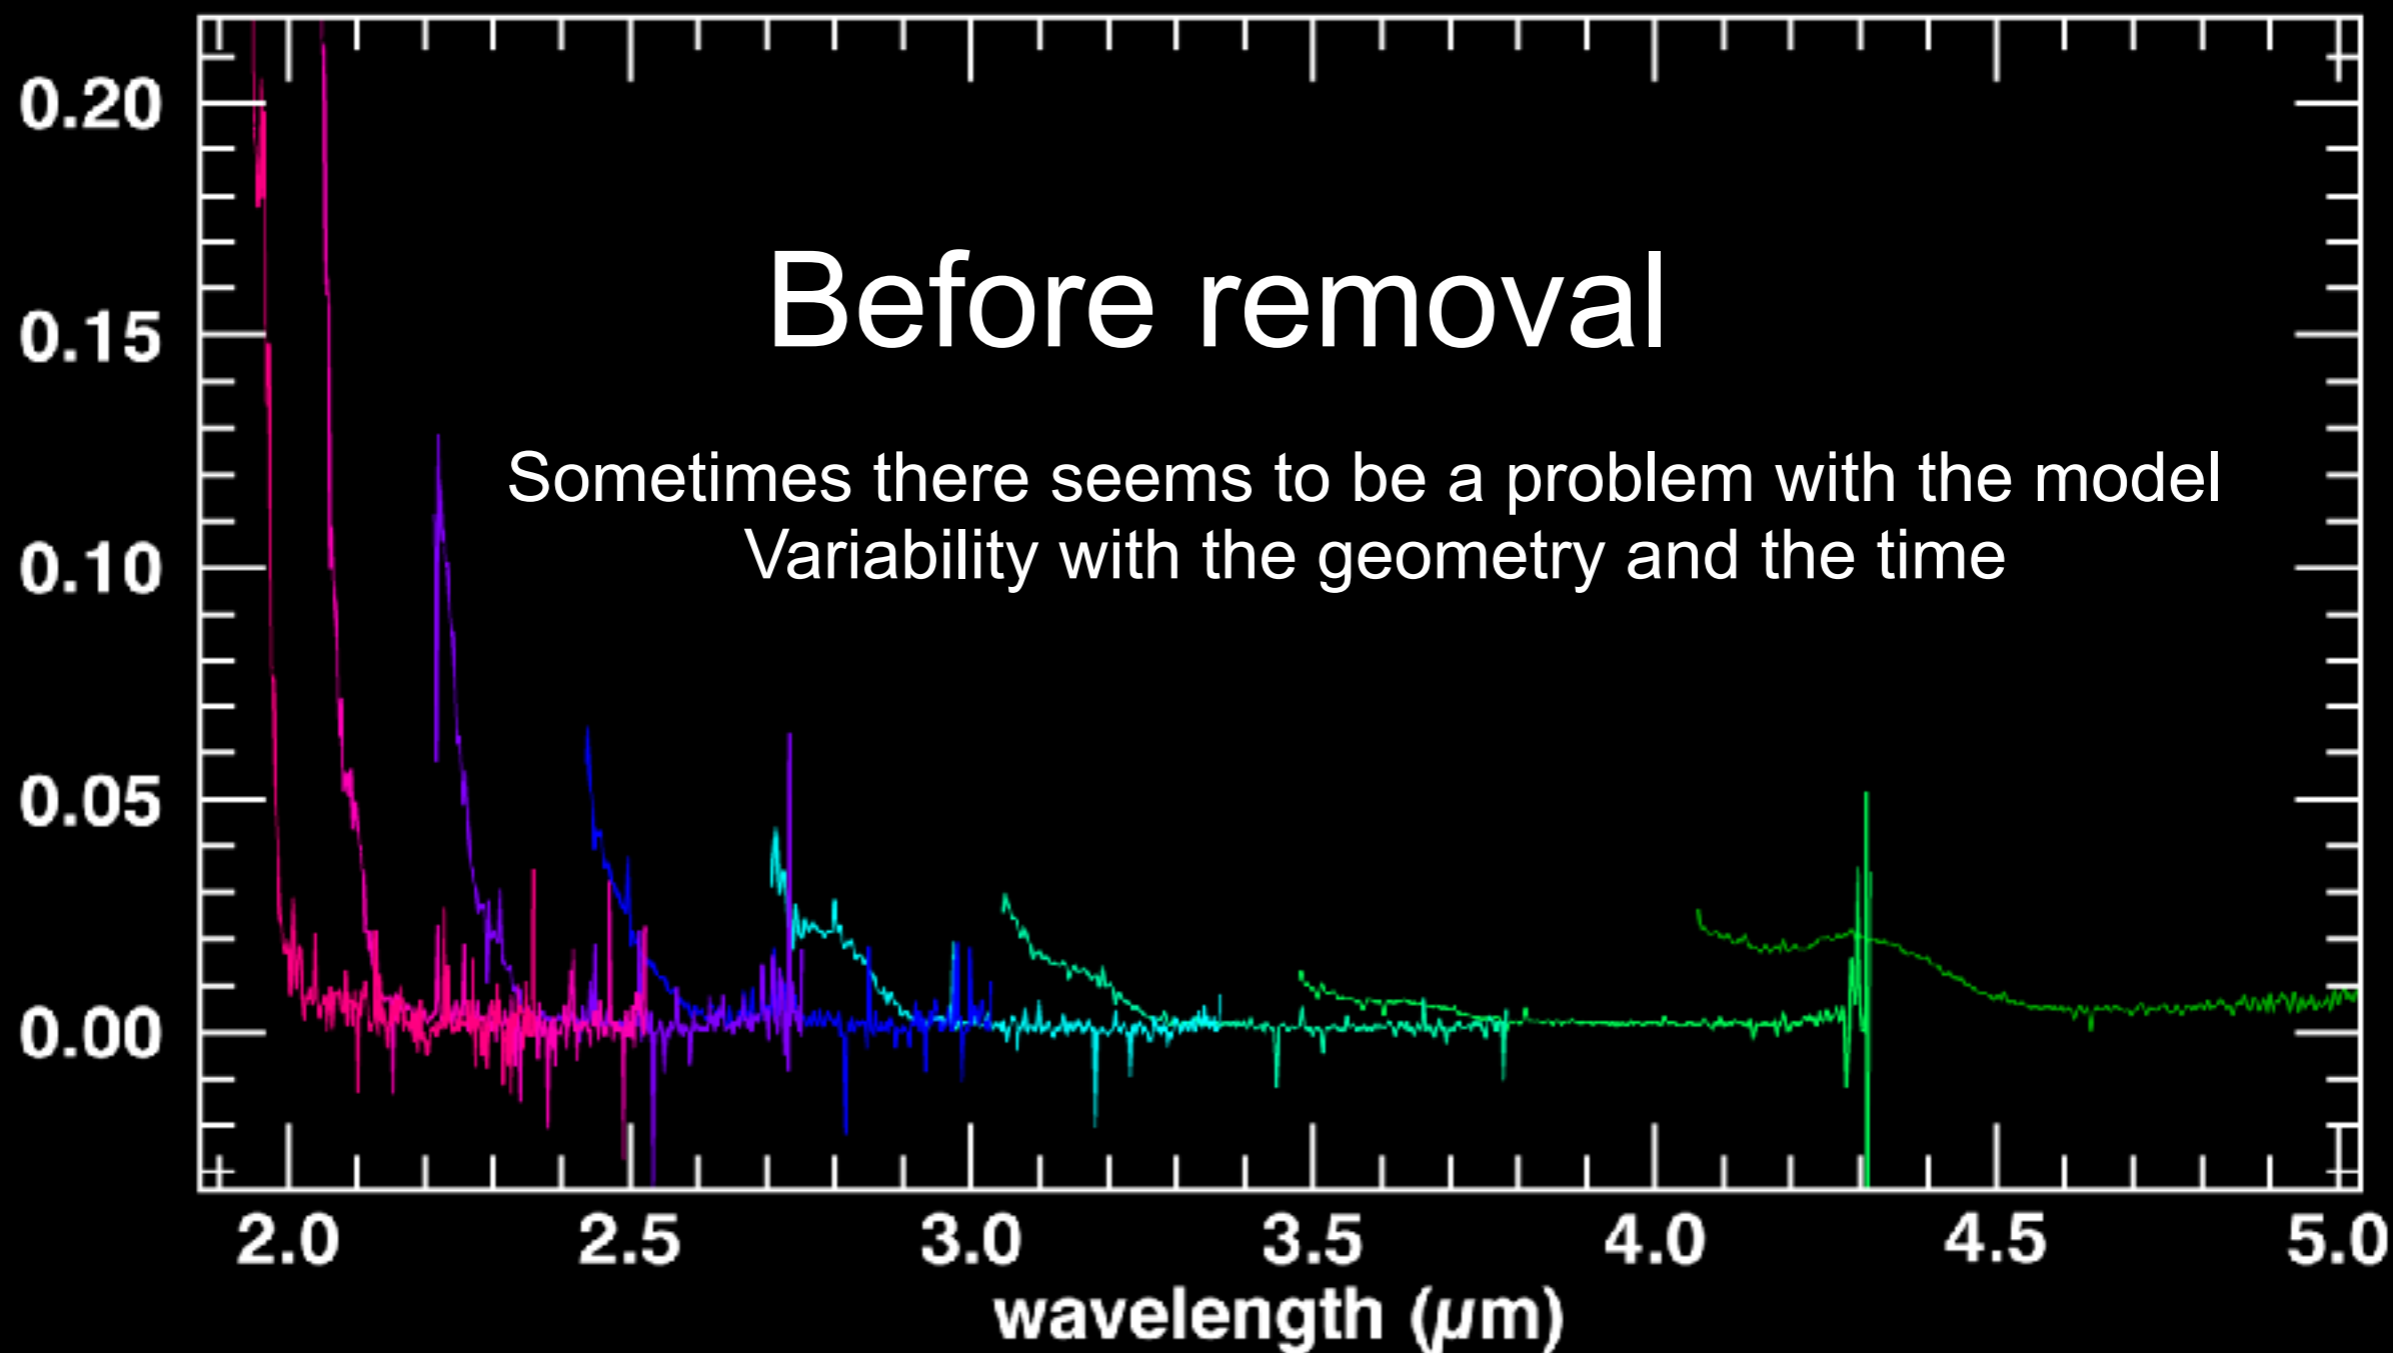 0.20
Before removal
0.15
Sometimes there seems to be a problem with the model
Variability with the geometry and the time
0.10
0.05
0.00
2.0 2.5 3.0 3.5 4.0 4.5 5.0
wavelength (μm)